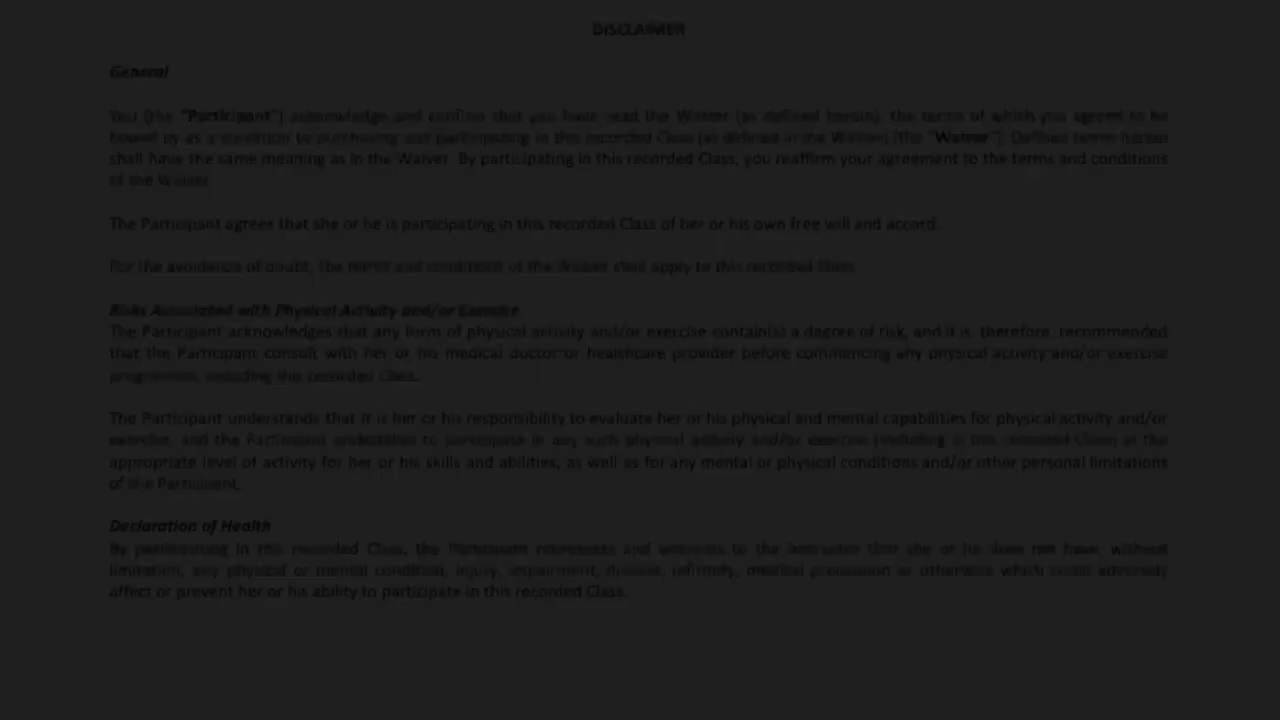 DISCLAIMER
General
You (the “Participant”) acknowledge and confirm that you have read the Waiver (as defined herein), the terms of which you agreed to be
bound by as a condition to purchasing and participating in this recorded Class (as defined in the Waiver) (the “Waiver”). Defined terms herein
shall have the same meaning as in the Waiver. By participating in this recorded Class, you reaffirm your agreement to the terms and conditions
of the Waiver.
The Participant agrees that she or he is participating in this recorded Class of her or his own free will and accord.
For the avoidance of doubt, the terms and conditions of the Waiver shall apply to this recorded Class.
Risks Associated with Physical Activity and/or Exercise
The Participant acknowledges that any form of physical activity and/or exercise contain(s) a degree of risk, and it is, therefore, recommended
that the Participant consult with her or his medical doctor or healthcare provider before commencing any physical activity and/or exercise
programme, including this recorded Class.
The Participant understands that it is her or his responsibility to evaluate her or his physical and mental capabilities for physical activity and/or
exercise, and the Participant undertakes to participate in any such physical activity and/or exercise (including in this recorded Class) at the
appropriate level of activity for her or his skills and abilities, as well as for any mental or physical conditions and/or other personal limitations
of the Participant.
Declaration of Health
By participating in this recorded Class, the Participant represents and warrants to the Instructor that she or he does not have, without
limitation, any physical or mental condition, injury, impairment, disease, infirmity, medical precaution or otherwise which could adversely
affect or prevent her or his ability to participate in this recorded Class.